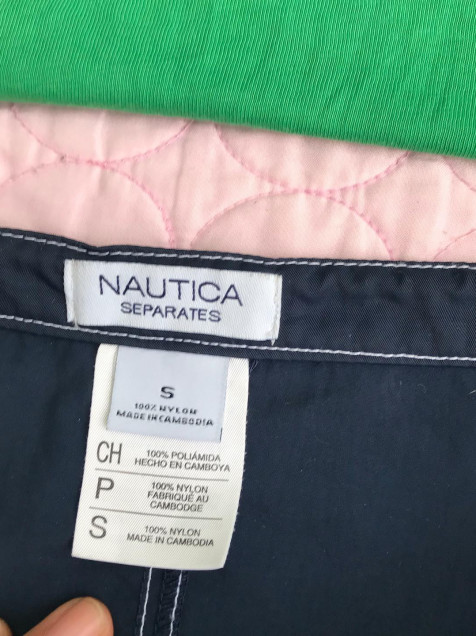 NAUTICA
SEPARATES
S
100% NYLON
MADE IN CAMBODIA
CH
100% POLIÁMIDA
HECHO EN CAMBOYA
P
100% NYLON
FABRIQUÉ AU
CAMBODGE
S
100% NYLON
MADE IN CAMBODIA